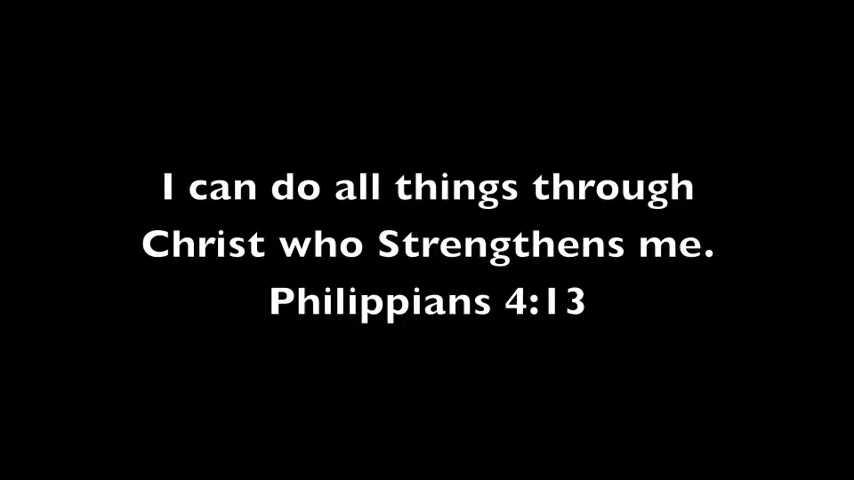 I can do all things through
Christ who Strengthens me.
Philippians 4:13